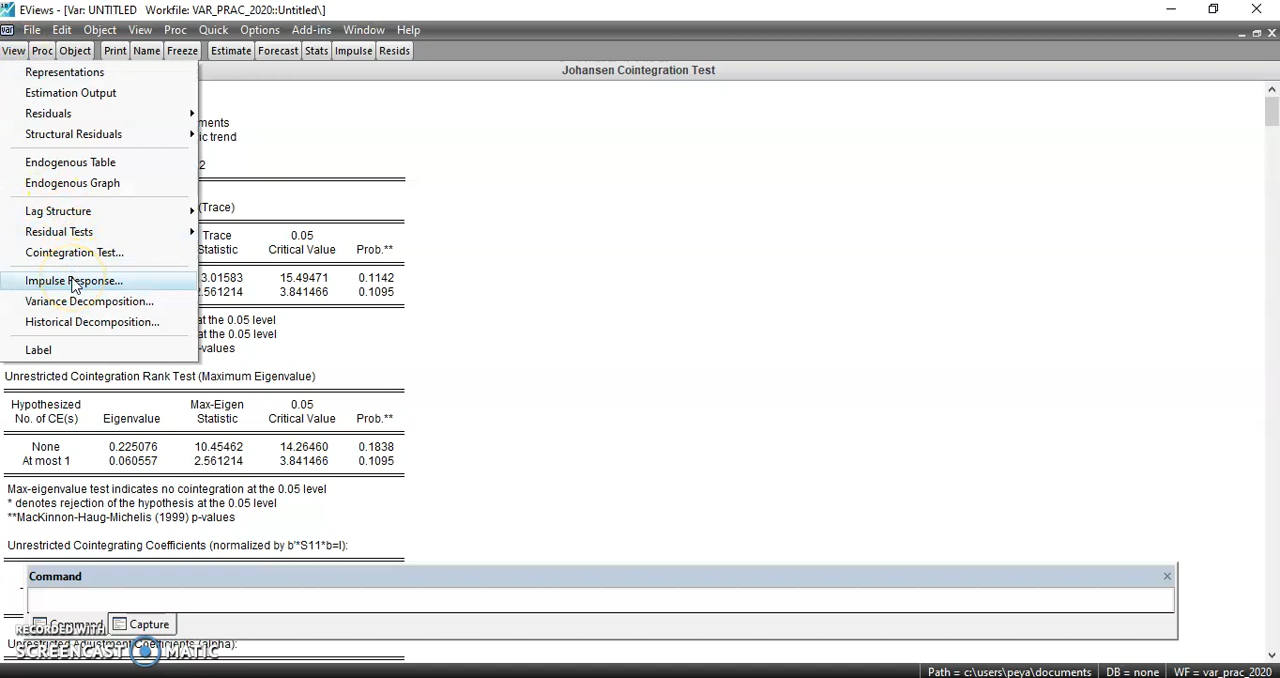 EViews - [Var: UNTITLED Workfile: VAR_PRAC_2020::Untitled\]
var File Edit Object View Proc Quick Options Add-ins Window Help
View Proc Object Print Name Freeze Estimate Forecast Stats Impulse Resids
Johansen Cointegration Test
Representations
Estimation Output
Residuals
Structural Residuals
Endogenous Table
Endogenous Graph
Lag Structure
Residual Tests
Cointegration Test...
Impulse Response...
Variance Decomposition...
Historical Decomposition...
Label
ments
ic trend
2
(Trace)
Trace 0.05
Statistic Critical Value Prob.**
3.01583 15.49471 0.1142
2.561214 3.841466 0.1095
at the 0.05 level
at the 0.05 level
-values
Unrestricted Cointegration Rank Test (Maximum Eigenvalue)
Hypothesized Max-Eigen 0.05
No. of CE(s) Eigenvalue Statistic Critical Value Prob.**
None 0.225076 10.45462 14.26460 0.1838
At most 1 0.060557 2.561214 3.841466 0.1095
Max-eigenvalue test indicates no cointegration at the 0.05 level
* denotes rejection of the hypothesis at the 0.05 level
**MacKinnon-Haug-Michelis (1999) p-values
Unrestricted Cointegrating Coefficients (normalized by b'*S11*b=I):
Command
Command Capture
RECORDED WITH
SCREENCAST MATIC
Unrestricted Adjustment Coefficients (alpha):
Path = c:\users\peya\documents DB = none WF = var_prac_2020